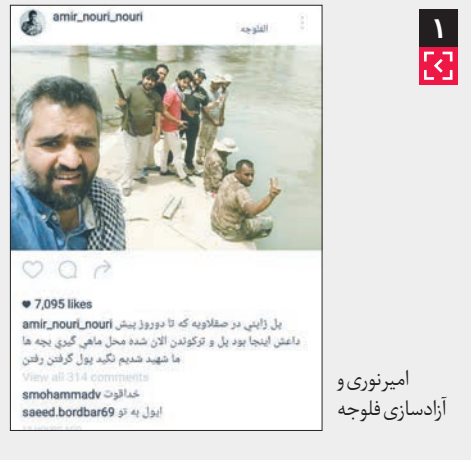 amir_nouri_nouri
الفلوجه
7,095 likes
amir_nouri_nouri پل ژاپنی در صقلاویه که تا دوروز پیش
داعش اینجا بود پل و ترکوندن الان شده محل ماهی گیری بچه ها
ما شهید شدیم نگید پول گرفتن رفتن
View all 314 comments
smohammadv خداقوت
saeed.bordbar69 ایول به تو
۱
امیرنوری و
آزادسازی فلوجه